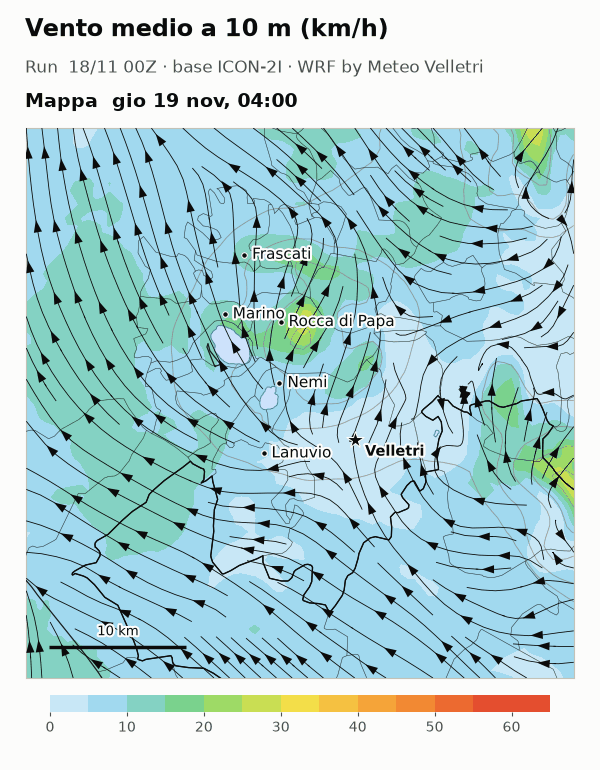 Vento medio a 10 m (km/h)
Run 18/11 00Z · base ICON-2I · WRF by Meteo Velletri
Mappa gio 19 nov, 04:00
Frascati
Marino
Rocca di Papa
Nemi
Velletri
Lanuvio
10 km
0 10 20 30 40 50 60